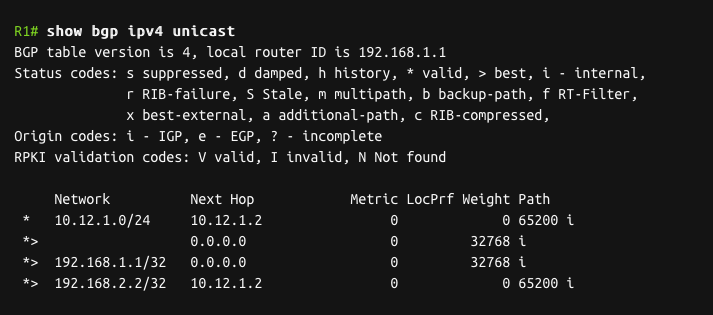 R1# show bgp ipv4 unicast
BGP table version is 4, local router ID is 192.168.1.1
Status codes: s suppressed, d damped, h history, * valid, > best, i - internal,
              r RIB-failure, S Stale, m multipath, b backup-path, f RT-Filter,
              x best-external, a additional-path, c RIB-compressed,
Origin codes: i - IGP, e - EGP, ? - incomplete
RPKI validation codes: V valid, I invalid, N Not found

     Network          Next Hop            Metric LocPrf Weight Path
 *   10.12.1.0/24     10.12.1.2                0             0 65200 i
 *>                   0.0.0.0                  0         32768 i
 *>  192.168.1.1/32   0.0.0.0                  0         32768 i
 *>  192.168.2.2/32   10.12.1.2                0             0 65200 i